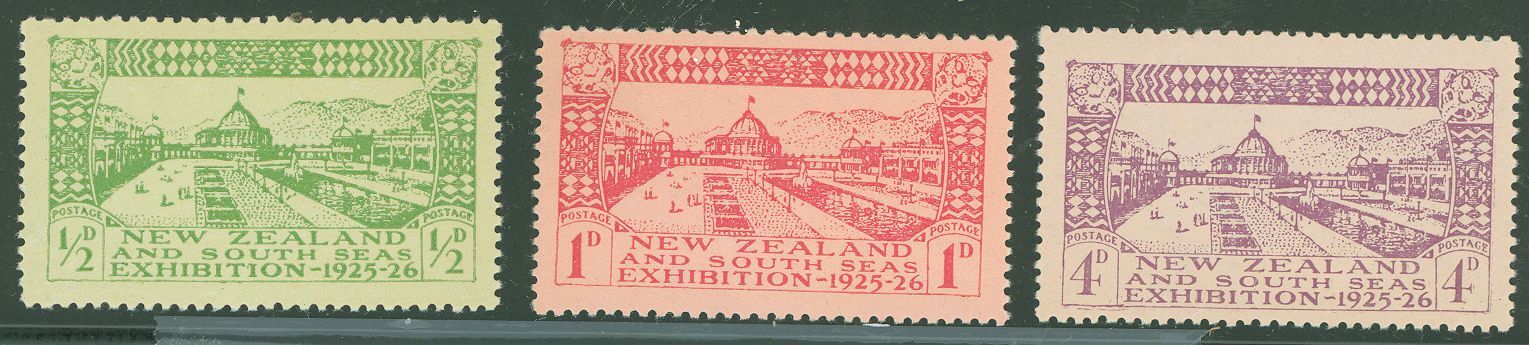 POSTAGE POSTAGE
½D ½D
NEW ZEALAND
AND SOUTH SEAS
EXHIBITION-1925-26
POSTAGE POSTAGE
1D 1D
NEW ZEALAND
AND SOUTH SEAS
EXHIBITION-1925-26
POSTAGE POSTAGE
4D 4D
NEW ZEALAND
AND SOUTH SEAS
EXHIBITION-1925-26